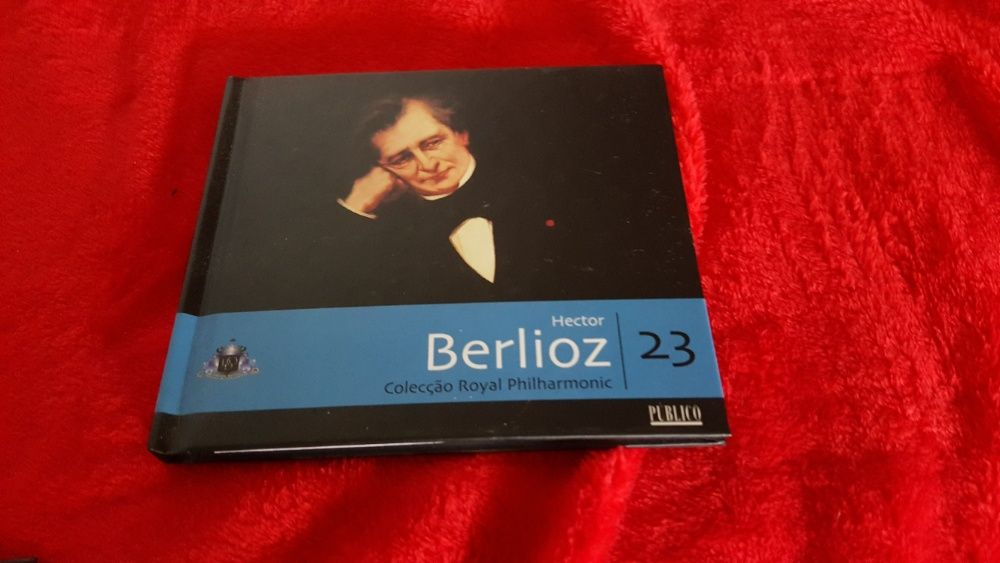 Hector
Berlioz
23
Colecção Royal Philharmonic
PÚBLICO